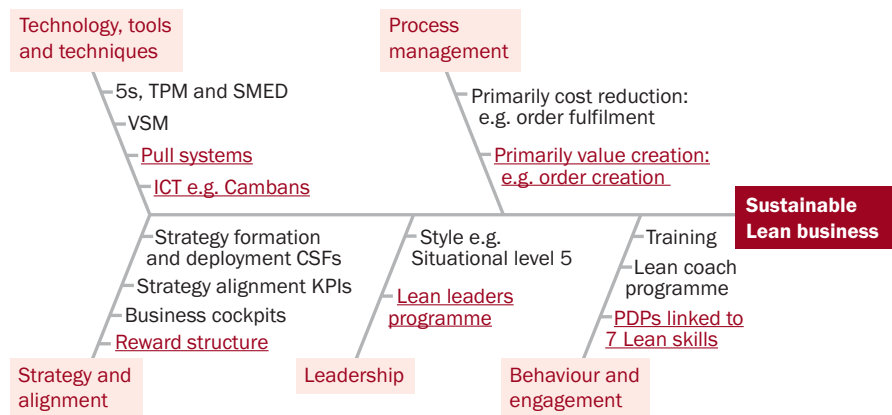 Technology, tools
and techniques
5s, TPM and SMED
VSM
Pull systems
ICT e.g. Cambans
Process
management
Primarily cost reduction:
e.g. order fulfilment
Primarily value creation:
e.g. order creation
Sustainable
Lean business
Strategy formation
and deployment CSFs
Strategy alignment KPIs
Business cockpits
Reward structure
Strategy and
alignment
Style e.g.
Situational level 5
Lean leaders
programme
Leadership
Training
Lean coach
programme
PDPs linked to
7 Lean skills
Behaviour and
engagement